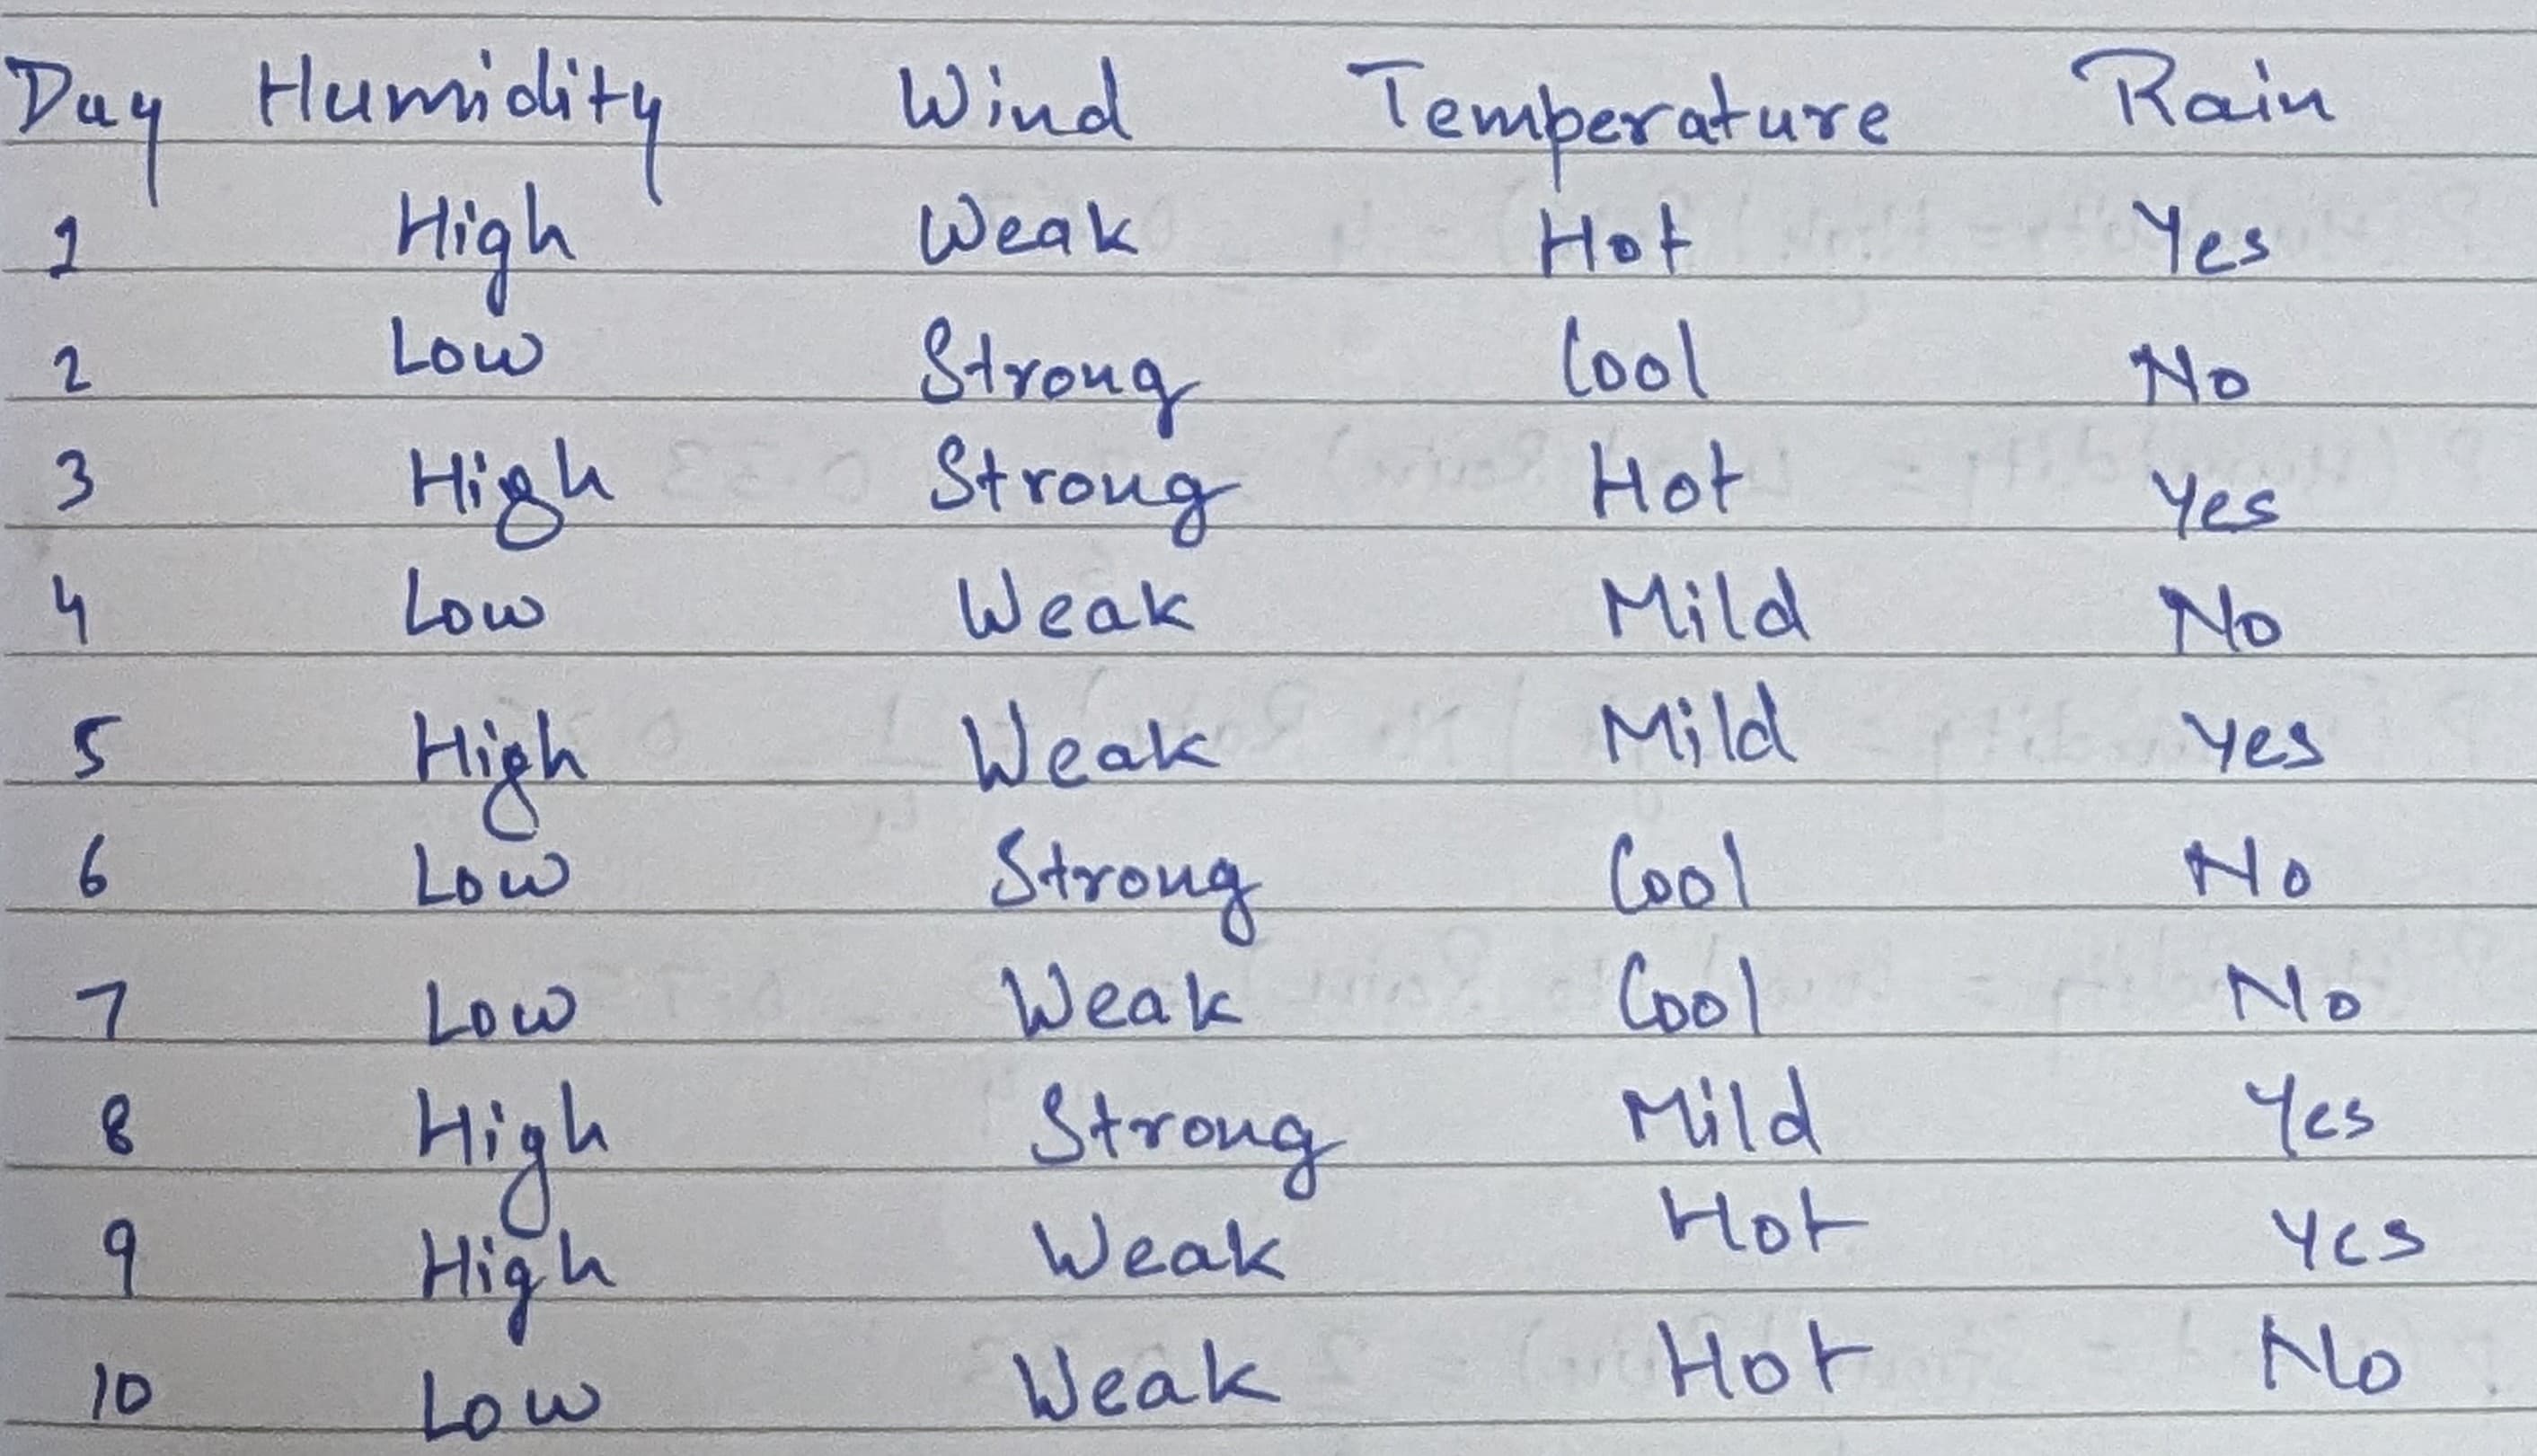 Day Humidity Wind Temperature Rain
1 High Weak Hot Yes
2 Low Strong Cool No
3 High Strong Hot Yes
4 Low Weak Mild No
5 High Weak Mild Yes
6 Low Strong Cool No
7 Low Weak Cool No
8 High Strong Mild Yes
9 High Weak Hot Yes
10 Low Weak Hot No